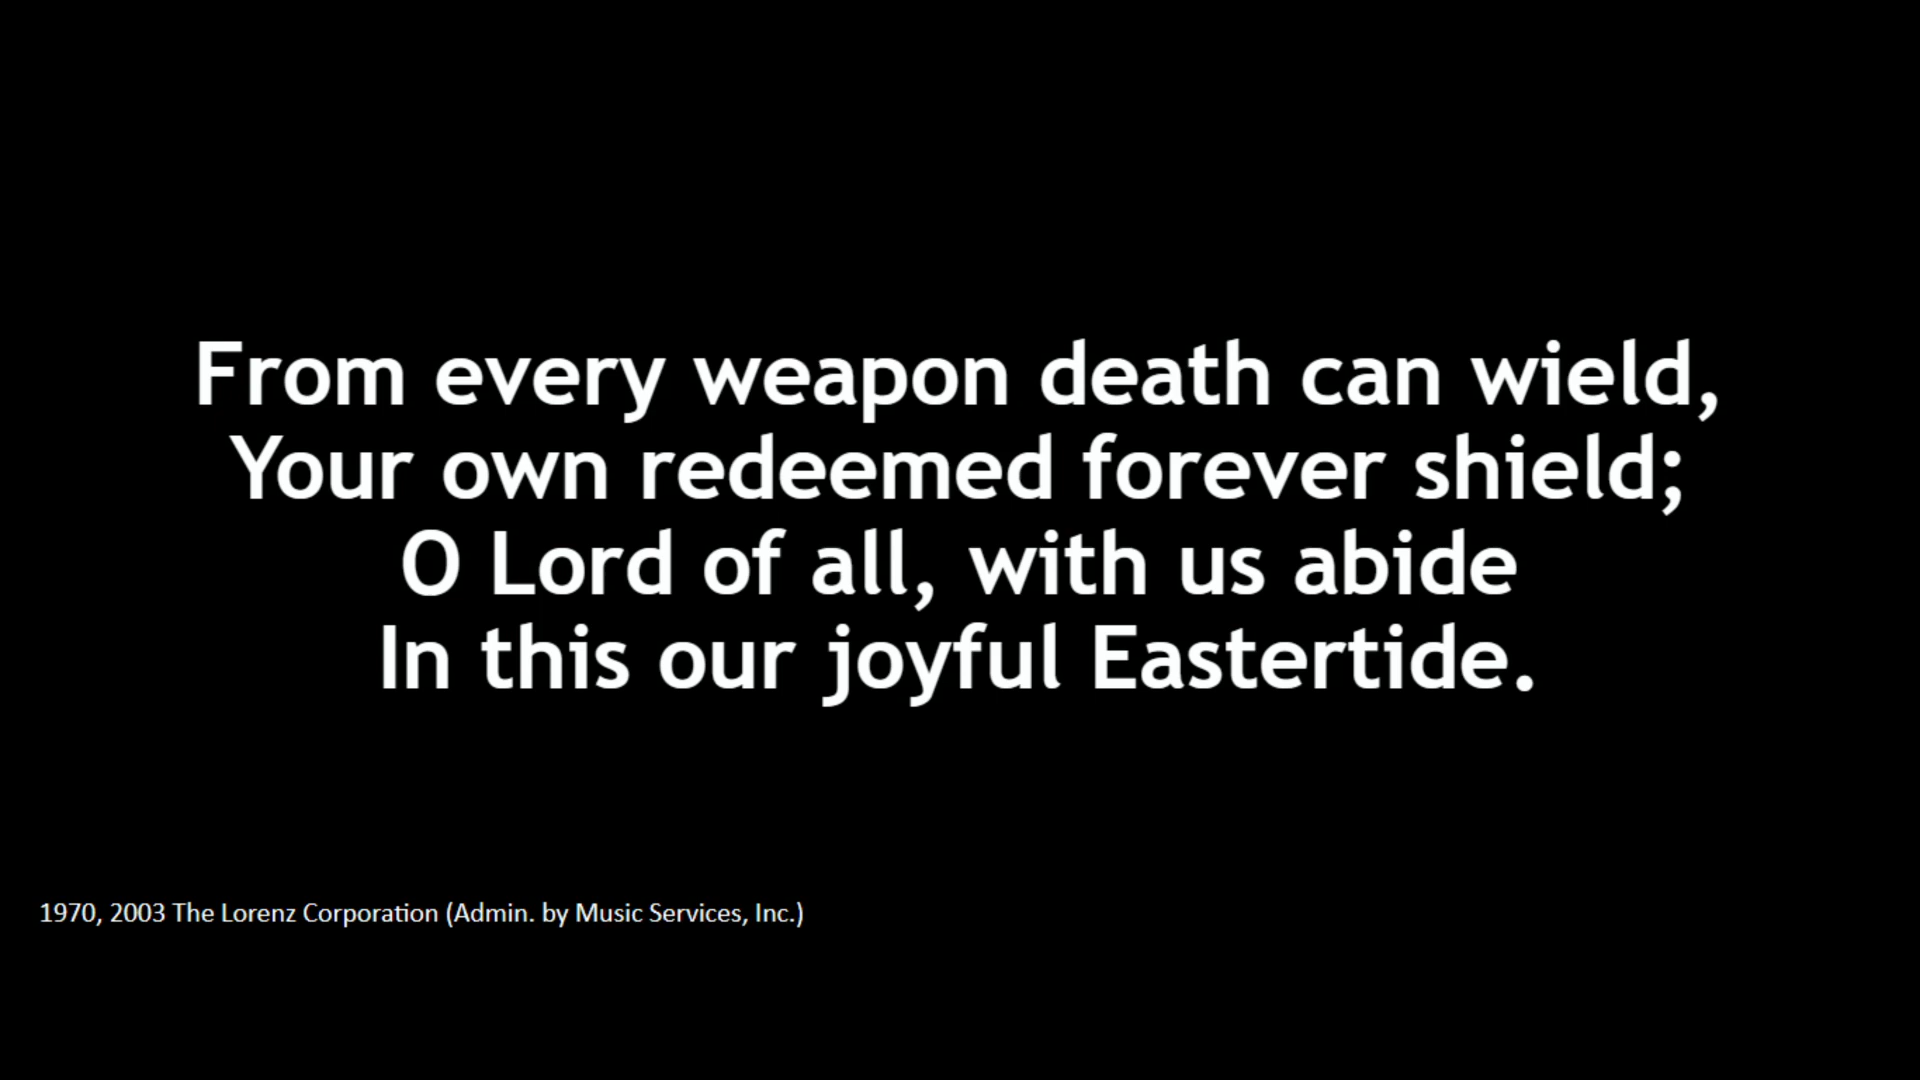 From every weapon death can wield,
Your own redeemed forever shield;
O Lord of all, with us abide
In this our joyful Eastertide.
1970, 2003 The Lorenz Corporation (Admin. by Music Services, Inc.)